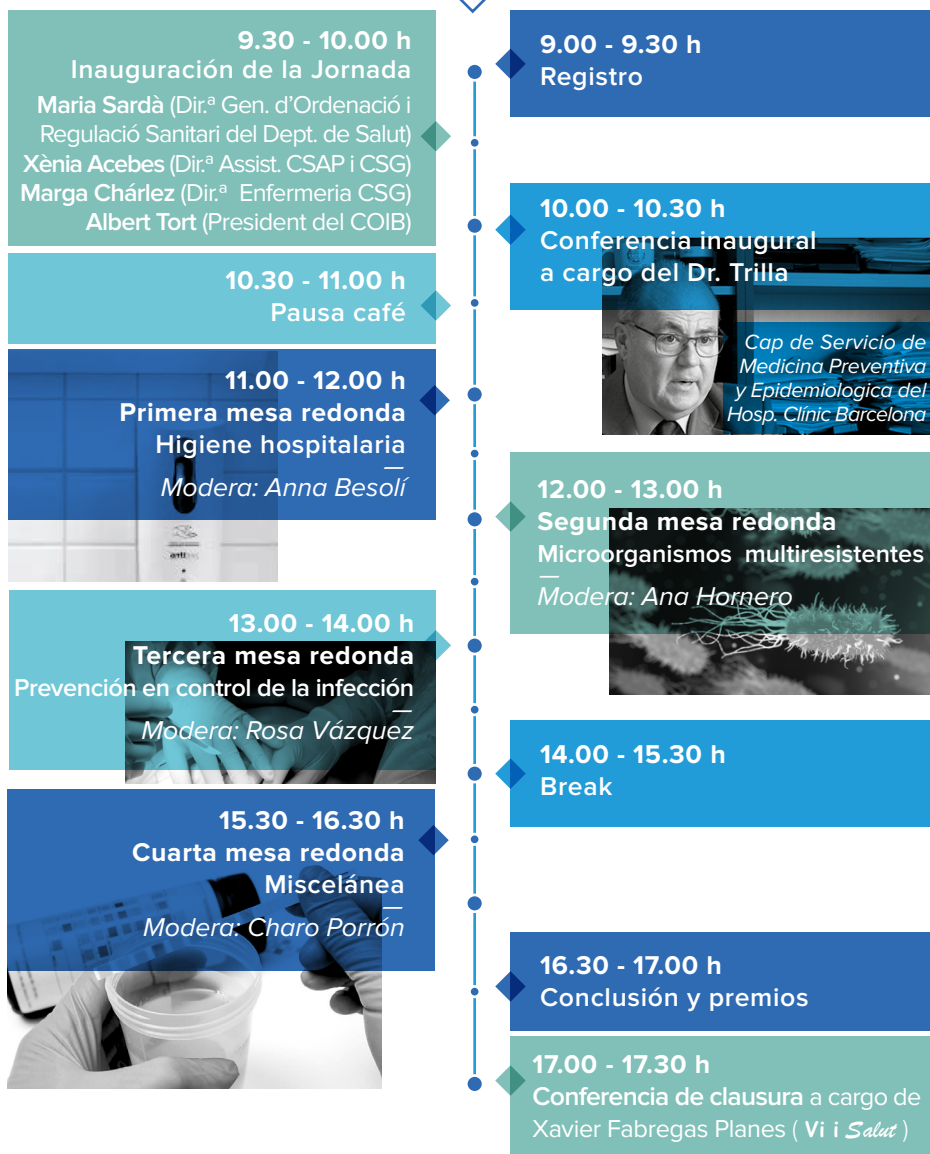 9.00 - 9.30 h
Registro
9.30 - 10.00 h
Inauguración de la Jornada
Maria Sardà (Dir.ª Gen. d'Ordenació i
Regulació Sanitari del Dept. de Salut)
Xènia Acebes (Dir.ª Assist. CSAP i CSG)
Marga Chárlez (Dir.ª Enfermeria CSG)
Albert Tort (President del COIB)
10.00 - 10.30 h
Conferencia inaugural
a cargo del Dr. Trilla
Cap de Servicio de
Medicina Preventiva
y Epidemiologica del
Hosp. Clínic Barcelona
10.30 - 11.00 h
Pausa café
11.00 - 12.00 h
Primera mesa redonda
Higiene hospitalaria
—
Modera: Anna Besolí
12.00 - 13.00 h
Segunda mesa redonda
Microorganismos multiresistentes
—
Modera: Ana Hornero
13.00 - 14.00 h
Tercera mesa redonda
Prevención en control de la infección
—
Modera: Rosa Vázquez
14.00 - 15.30 h
Break
15.30 - 16.30 h
Cuarta mesa redonda
Miscelánea
—
Modera: Charo Porrón
16.30 - 17.00 h
Conclusión y premios
17.00 - 17.30 h
Conferencia de clausura a cargo de
Xavier Fabregas Planes ( Vi i Salut )